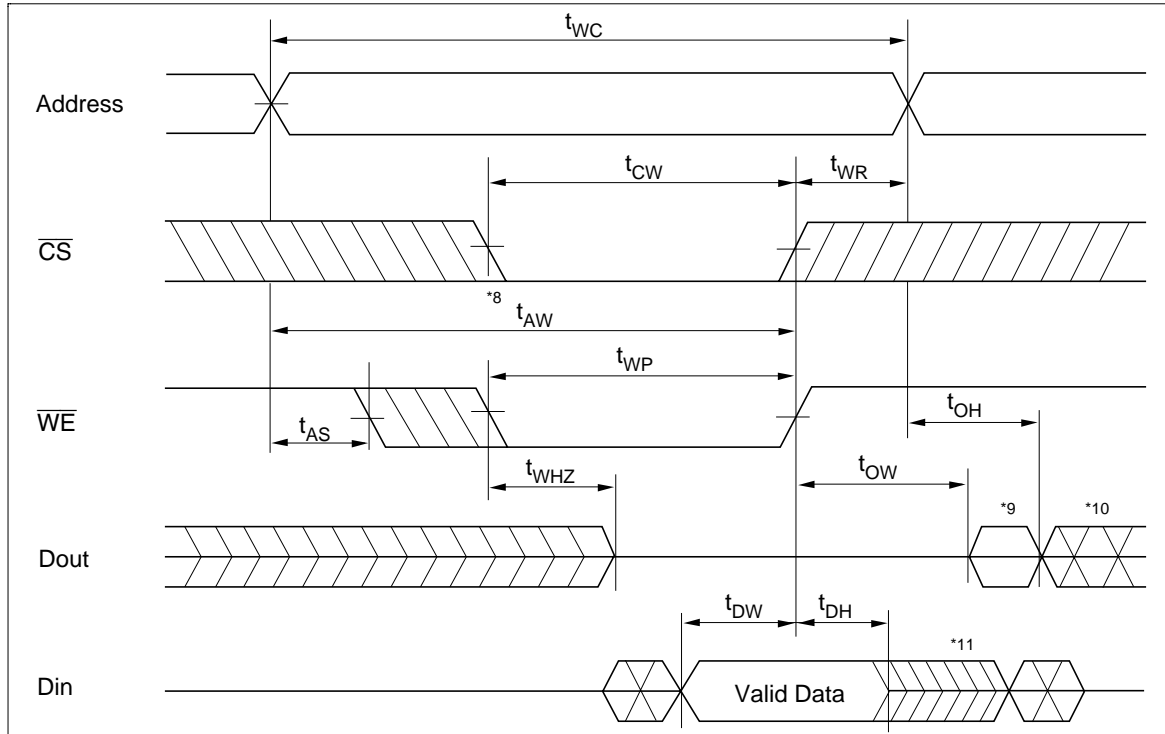 tWC
Address
tCW
tWR
CS
*8
tAW
tWP
WE
tAS
tOH
tWHZ
tOW
*9
*10
Dout
tDW
tDH
*11
Din
Valid Data